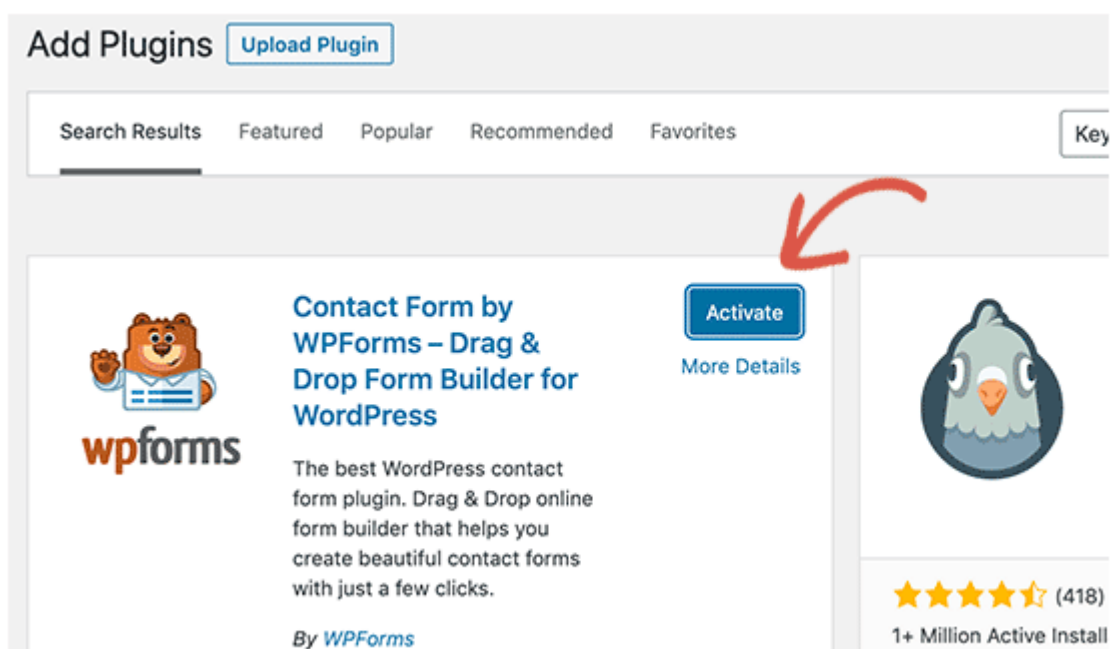 Add Plugins Upload Plugin
Search Results Featured Popular Recommended Favorites
Contact Form by
WPForms – Drag &
Drop Form Builder for
WordPress
Activate
More Details
wpforms
The best WordPress contact
form plugin. Drag & Drop online
form builder that helps you
create beautiful contact forms
with just a few clicks.
By WPForms
(418)
1+ Million Active Install